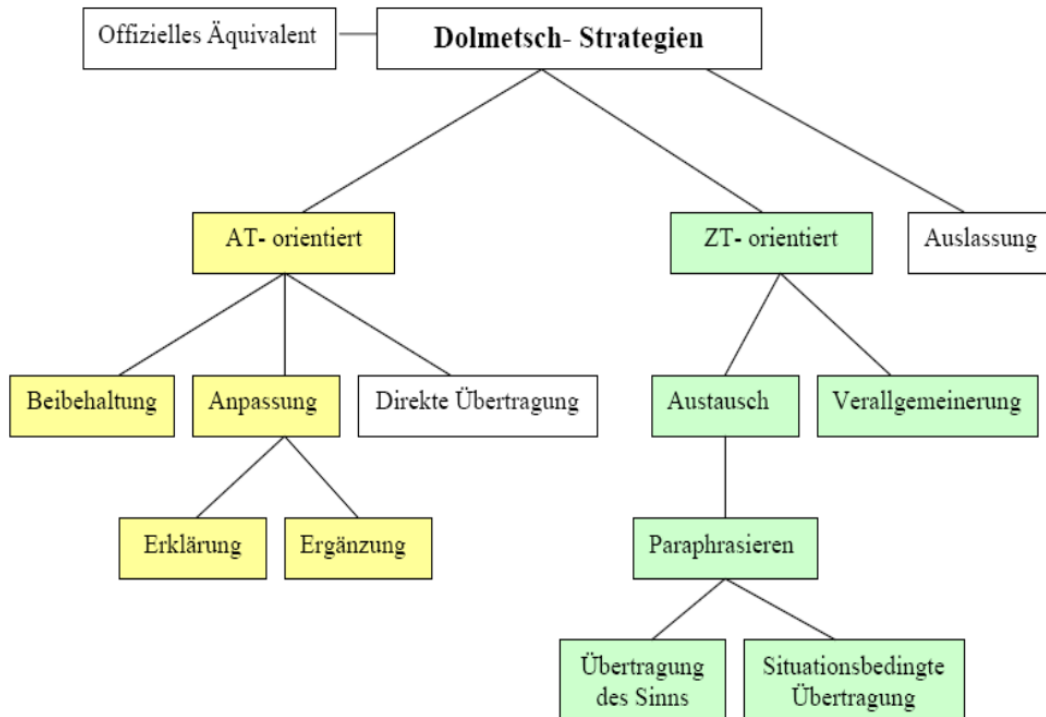 Offizielles Äquivalent
Dolmetsch- Strategien
AT- orientiert
ZT- orientiert
Auslassung
Beibehaltung
Anpassung
Direkte Übertragung
Austausch
Verallgemeinerung
Erklärung
Ergänzung
Paraphrasieren
Übertragung
des Sinns
Situationsbedingte
Übertragung